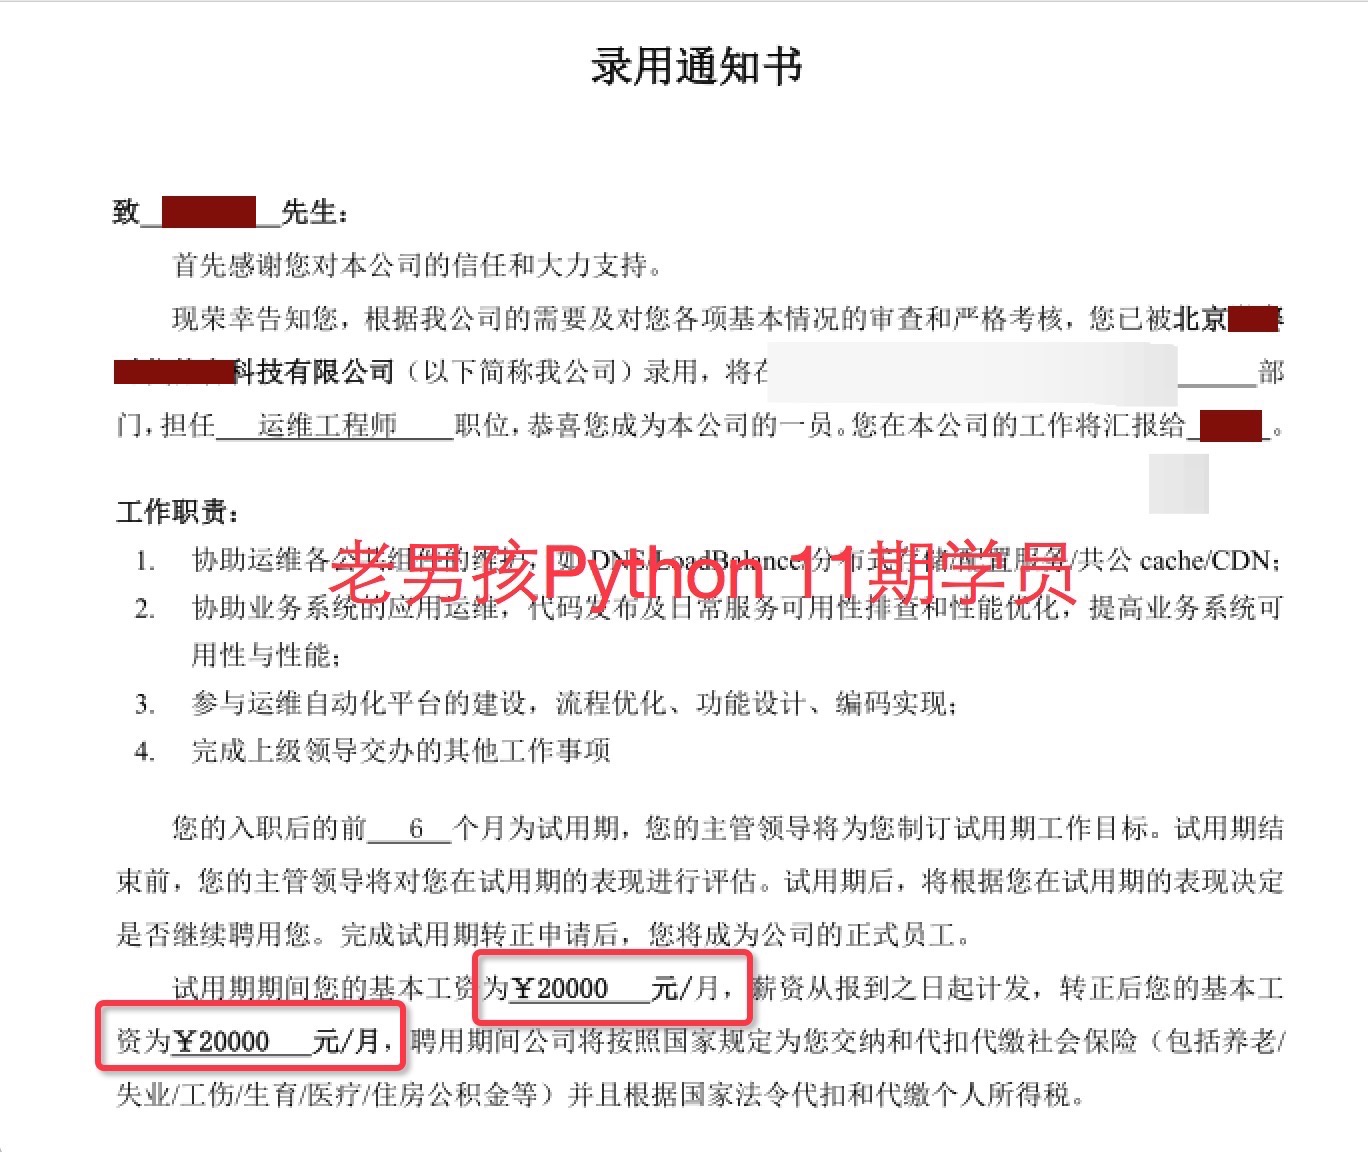 录用通知书
致 先生：
首先感谢您对本公司的信任和大力支持。
现荣幸告知您，根据我公司的需要及对您各项基本情况的审查和严格考核，您已被北京
科技有限公司（以下简称我公司）录用，将在 部
门，担任 运维工程师 职位，恭喜您成为本公司的一员。您在本公司的工作将汇报给 。
工作职责：
1. 协助运维各公共组件的维护，如 DNS/LoadBalance/分布式存储/配置服务/共公 cache/CDN；
老男孩Python 11期学员
2. 协助业务系统的应用运维，代码发布及日常服务可用性排查和性能优化，提高业务系统可
用性与性能；
3. 参与运维自动化平台的建设，流程优化、功能设计、编码实现；
4. 完成上级领导交办的其他工作事项
您的入职后的前 6 个月为试用期，您的主管领导将为您制订试用期工作目标。试用期结
束前，您的主管领导将对您在试用期的表现进行评估。试用期后，将根据您在试用期的表现决定
是否继续聘用您。完成试用期转正申请后，您将成为公司的正式员工。
试用期期间您的基本工资为￥20000 元/月，薪资从报到之日起计发，转正后您的基本工
资为￥20000 元/月，聘用期间公司将按照国家规定为您交纳和代扣代缴社会保险（包括养老/
失业/工伤/生育/医疗/住房公积金等）并且根据国家法令代扣和代缴个人所得税。